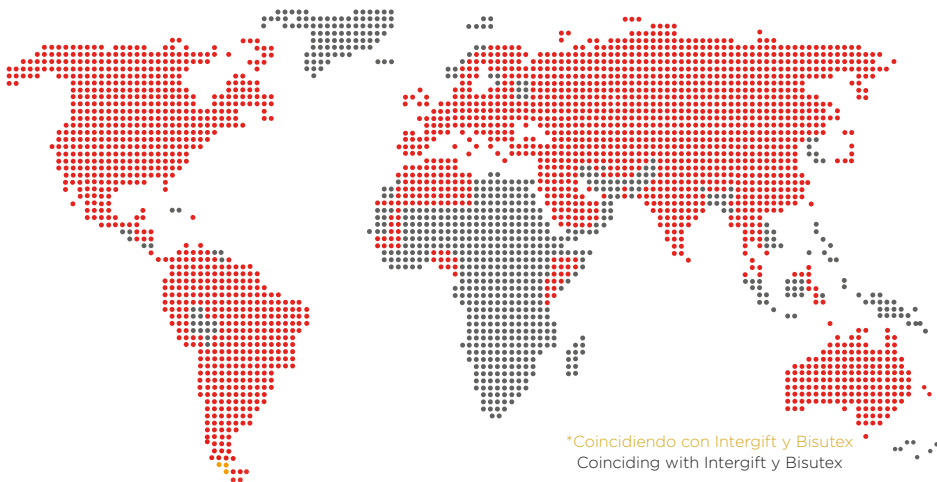 *Coincidiendo con Intergift y Bisutex
Coinciding with Intergift y Bisutex